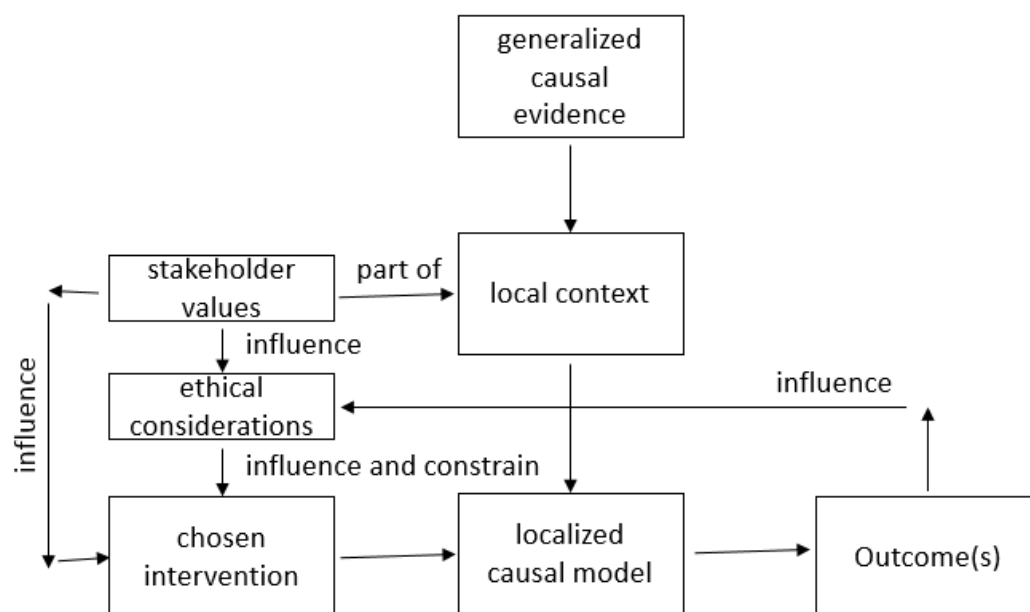 generalized
causal
evidence
stakeholder
values
part of
local context
influence
ethical
considerations
influence
influence
influence and constrain
chosen
intervention
localized
causal model
Outcome(s)